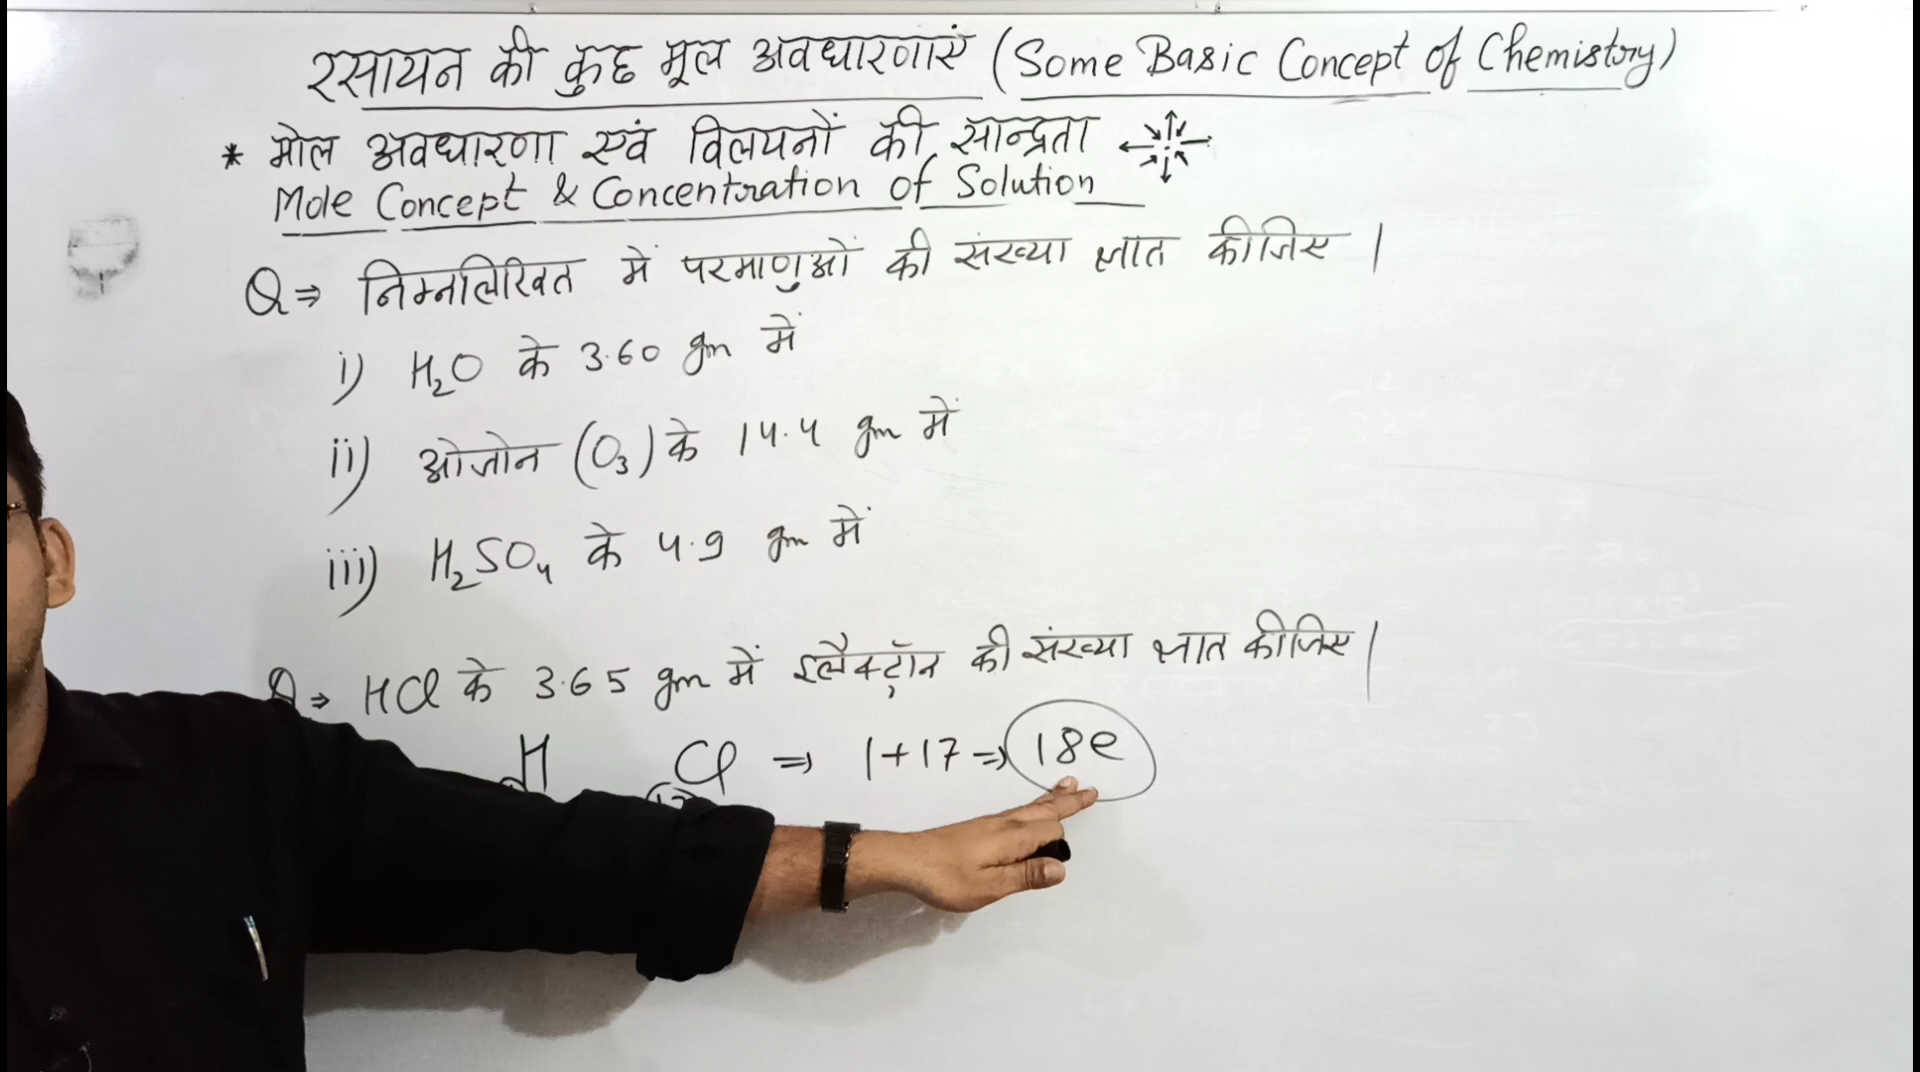 रसायन की कुछ मूल अवधारणाएं (Some Basic Concept of Chemistry)
* मोल अवधारणा एवं विलयनों की सान्द्रता
Mole Concept & Concentration of Solution
Q⇒ निम्नलिखित में परमाणुओं की संख्या ज्ञात कीजिए |
i) H₂O के 3.60 gm में
ii) ओजोन (O₃) के 14.4 gm में
iii) H₂SO₄ के 4.9 gm में
Q⇒ HCl के 3.65 gm में इलैक्ट्रॉन की संख्या ज्ञात कीजिए |
H Cl ⇒ 1+17 ⇒ 18e